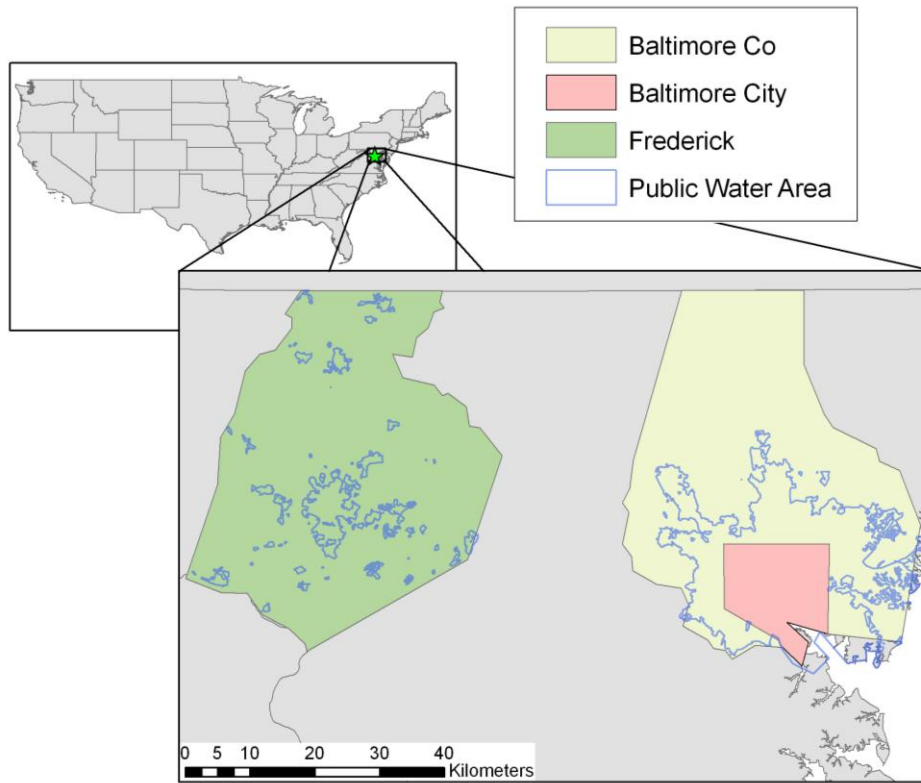 Baltimore Co
Baltimore City
Frederick
Public Water Area
0 5 10 20 30 40
Kilometers